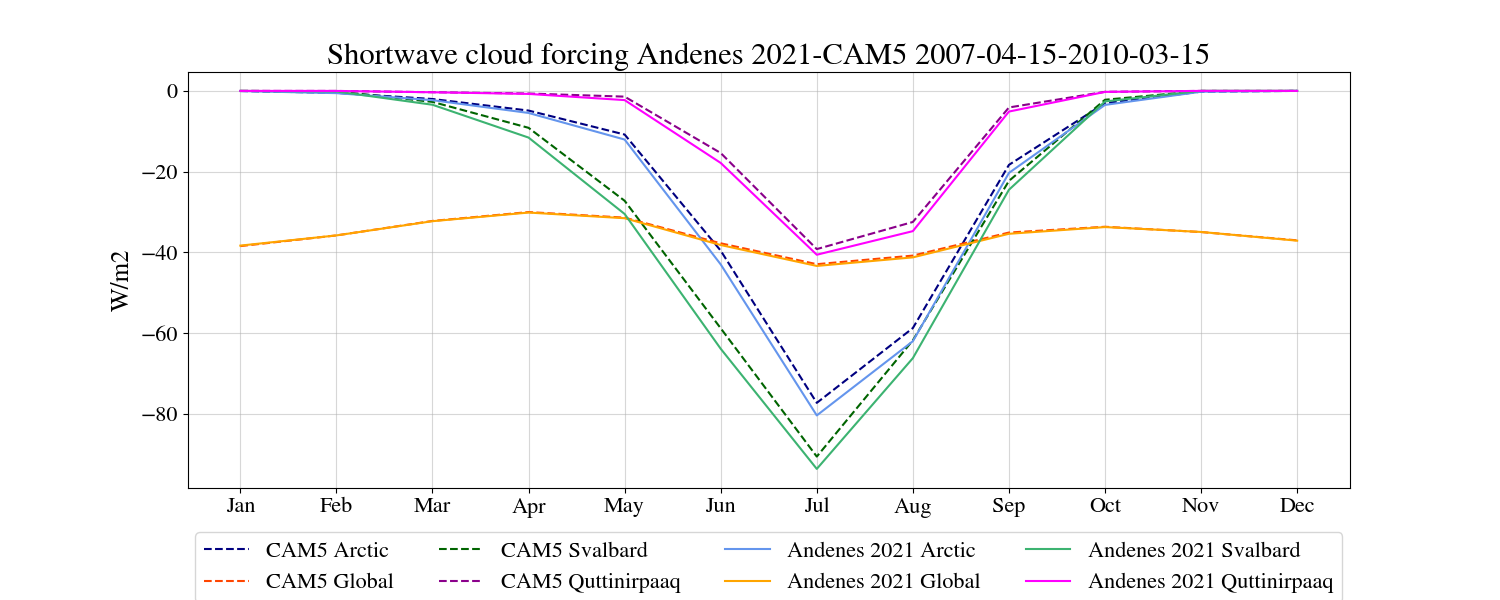 Shortwave cloud forcing Andenes 2021-CAM5 2007-04-15-2010-03-15
W/m2
0
−20
−40
−60
−80
Jan Feb Mar Apr May Jun Jul Aug Sep Oct Nov Dec
CAM5 Arctic CAM5 Svalbard Andenes 2021 Arctic Andenes 2021 Svalbard
CAM5 Global CAM5 Quttinirpaaq Andenes 2021 Global Andenes 2021 Quttinirpaaq